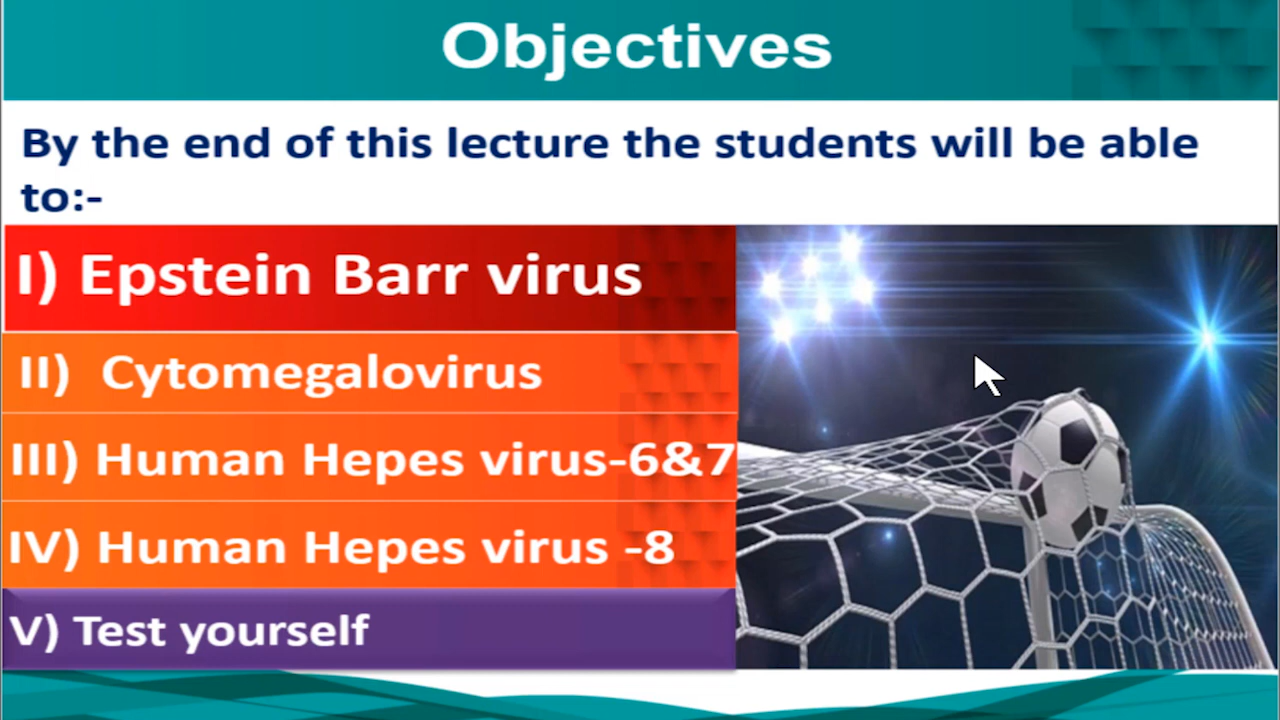 Objectives
By the end of this lecture the students will be able
to:-
I) Epstein Barr virus
II) Cytomegalovirus
III) Human Hepes virus-6&7
IV) Human Hepes virus -8
V) Test yourself